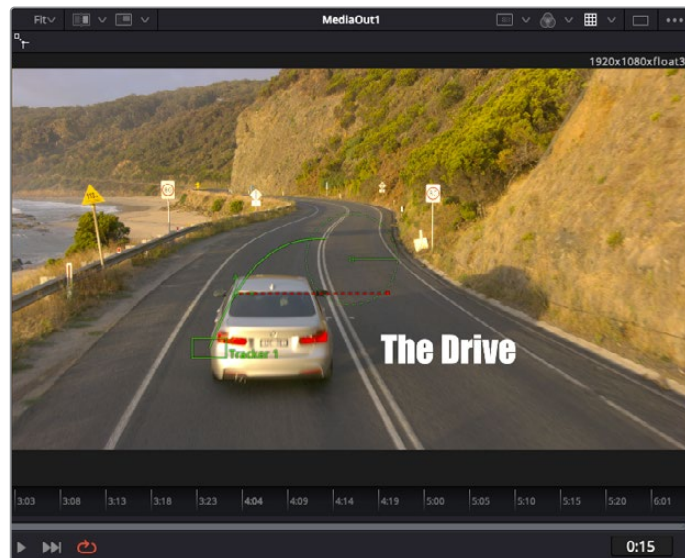 Fit
MediaOut1
1920x1080xfloat3
Tracker 1
The Drive
3:03 3:08 3:13 3:18 3:23 4:04 4:09 4:14 4:19 5:00 5:05 5:10 5:15 5:20 6:01
0:15